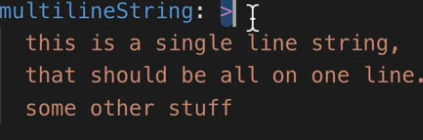 multilineString: >
  this is a single line string,
  that should be all on one line.
  some other stuff